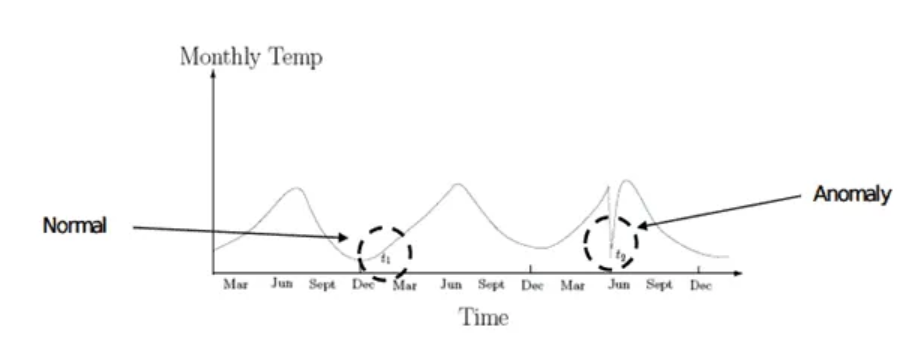 Monthly Temp
Anomaly
Normal
t₁
t₂
Mar Jun Sept Dec Mar Jun Sept Dec Mar Jun Sept Dec
Time